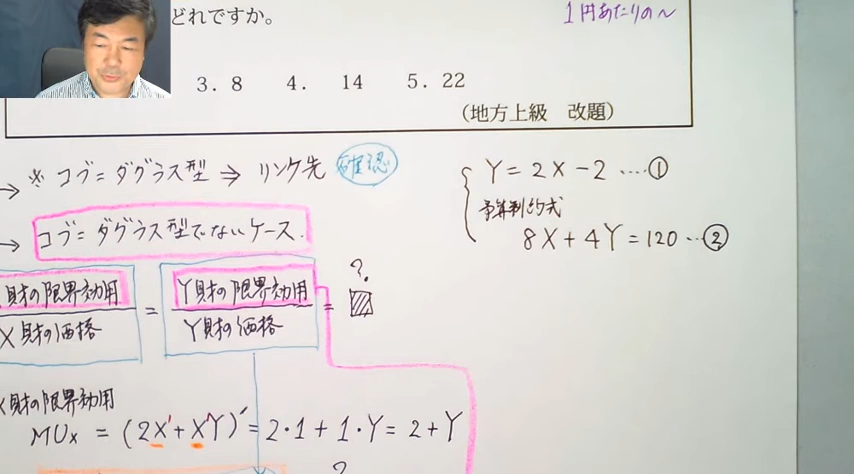 どれですか。
1円あたりの〜
3. 8 4. 14 5. 22
(地方上級 改題)
→ ※ コブ=ダグラス型 ⇒ リンク先 確認
→ コブ=ダグラス型でないケース.
Y=2X-2 ····①
予算制約式
8X+4Y=120 ··②
財の限界効用 = Y財の限界効用 = ?.
X財の価格 Y財の価格
X財の限界効用
MUx = (2X¹+X¹Y)′ = 2・1+1・Y=2+Y
?